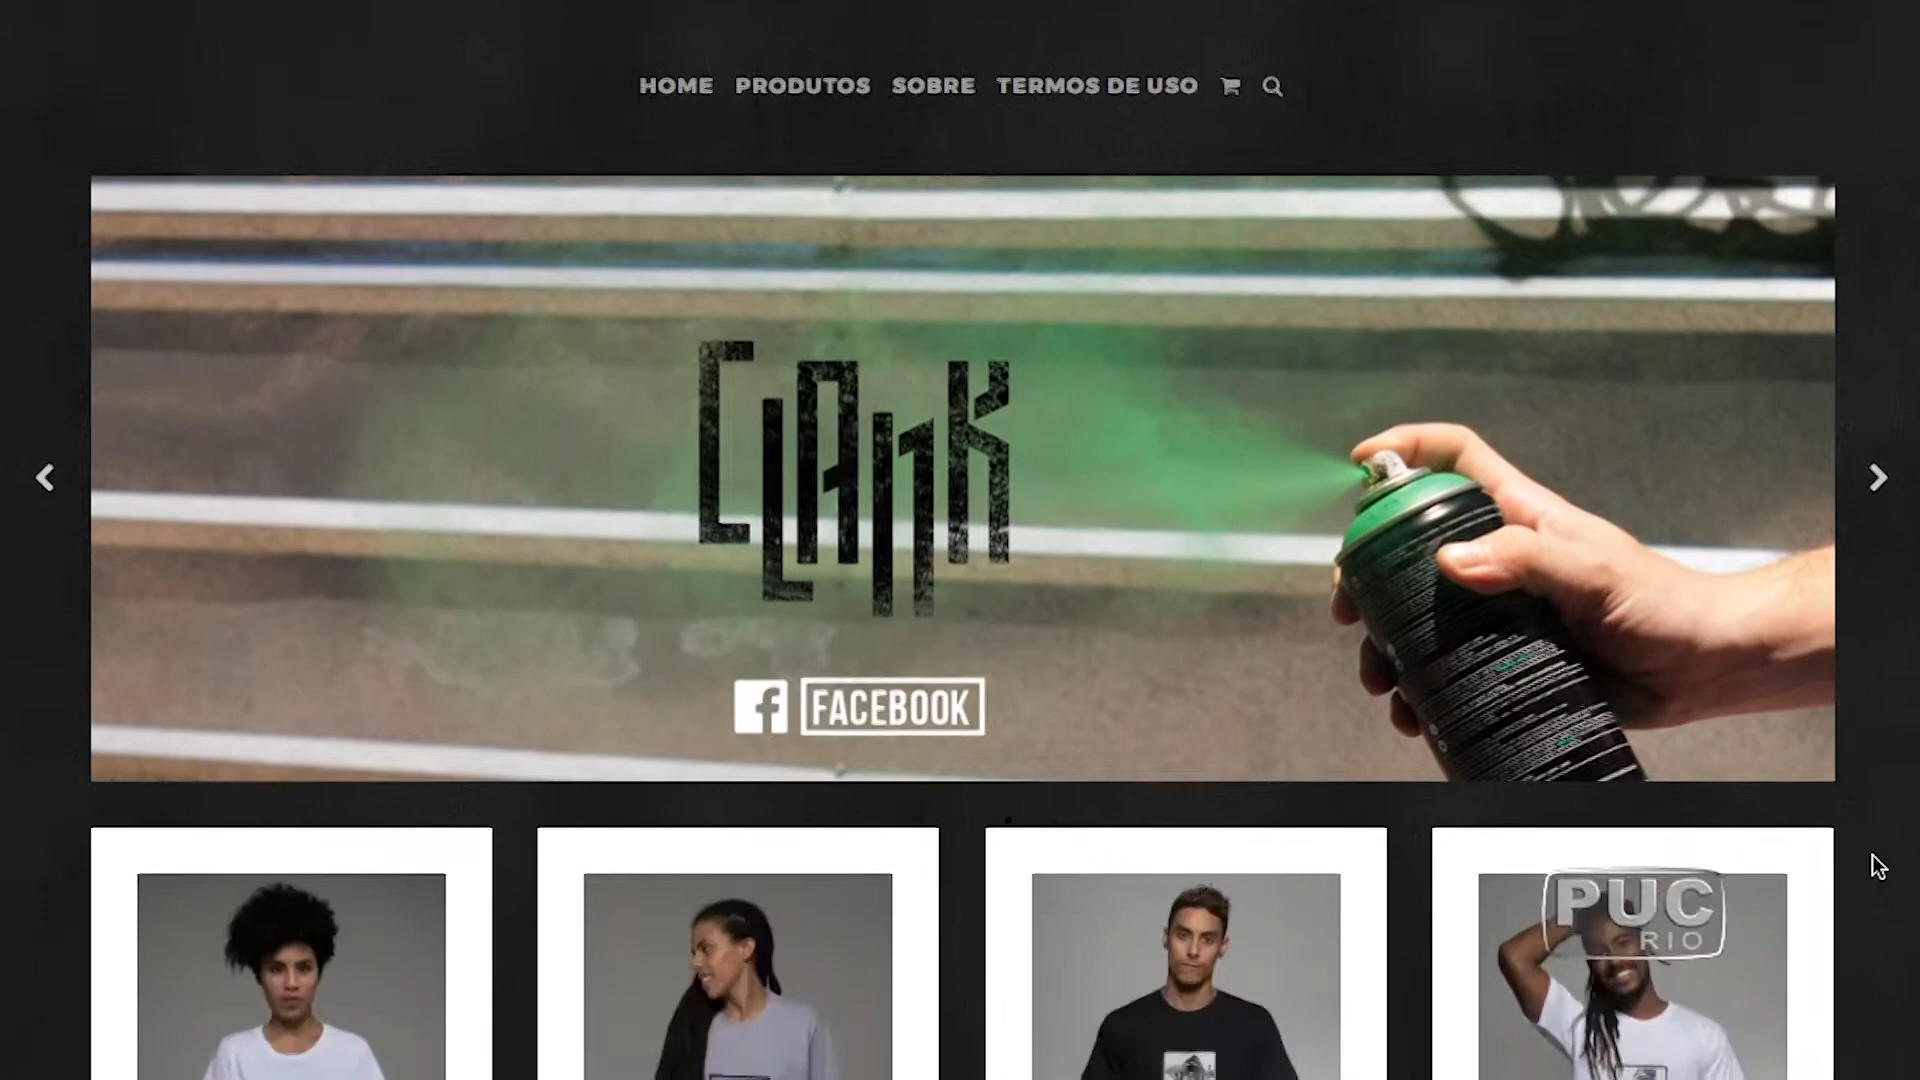 HOME PRODUTOS SOBRE TERMOS DE USO
CLANK
FACEBOOK
PUC
RIO